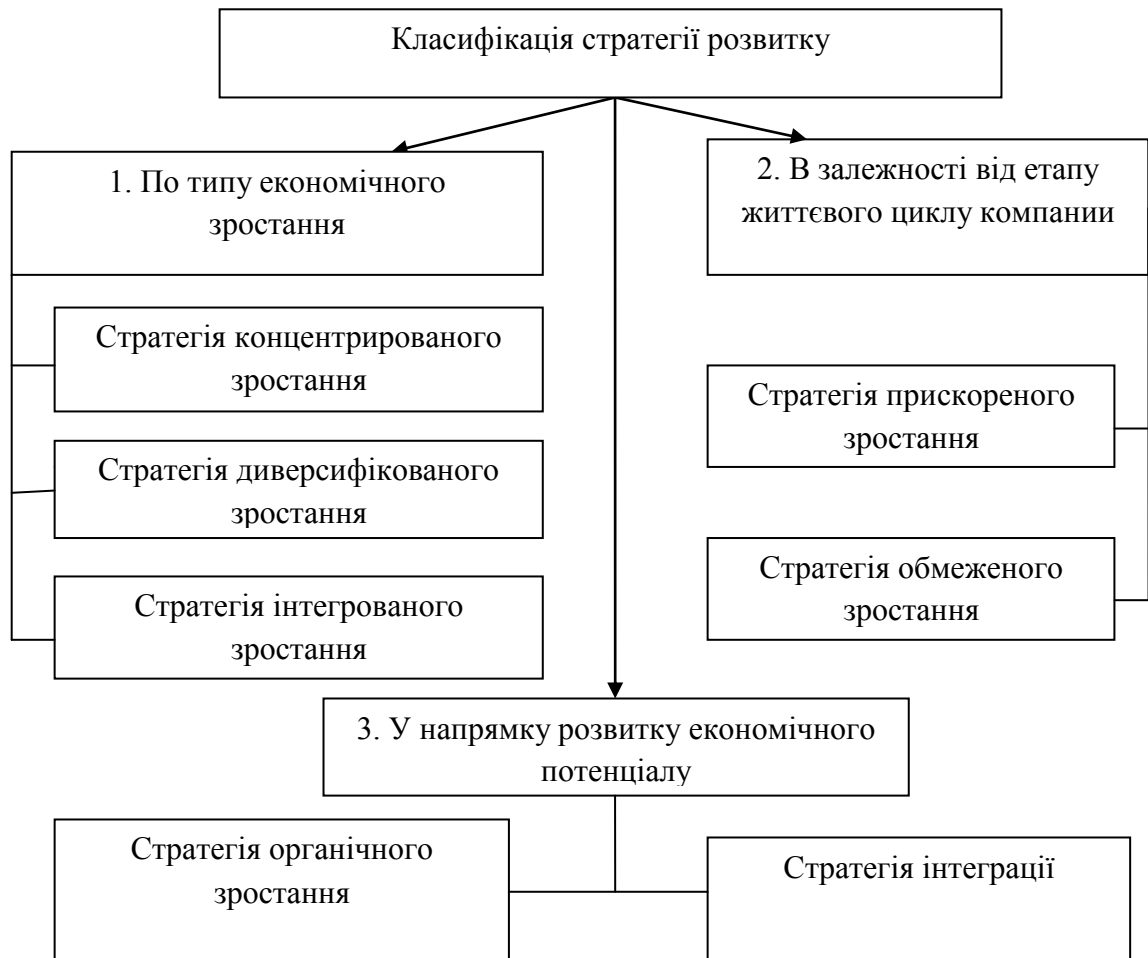 Класифікація стратегії розвитку
1. По типу економічного
зростання
Стратегія концентрированого
зростання
Стратегія диверсифікованого
зростання
Стратегія інтегрованого
зростання
2. В залежності від етапу
життєвого циклу компании
Стратегія прискореного
зростання
Стратегія обмеженого
зростання
3. У напрямку розвитку економічного
потенціалу
Стратегія органічного
зростання
Стратегія інтеграції